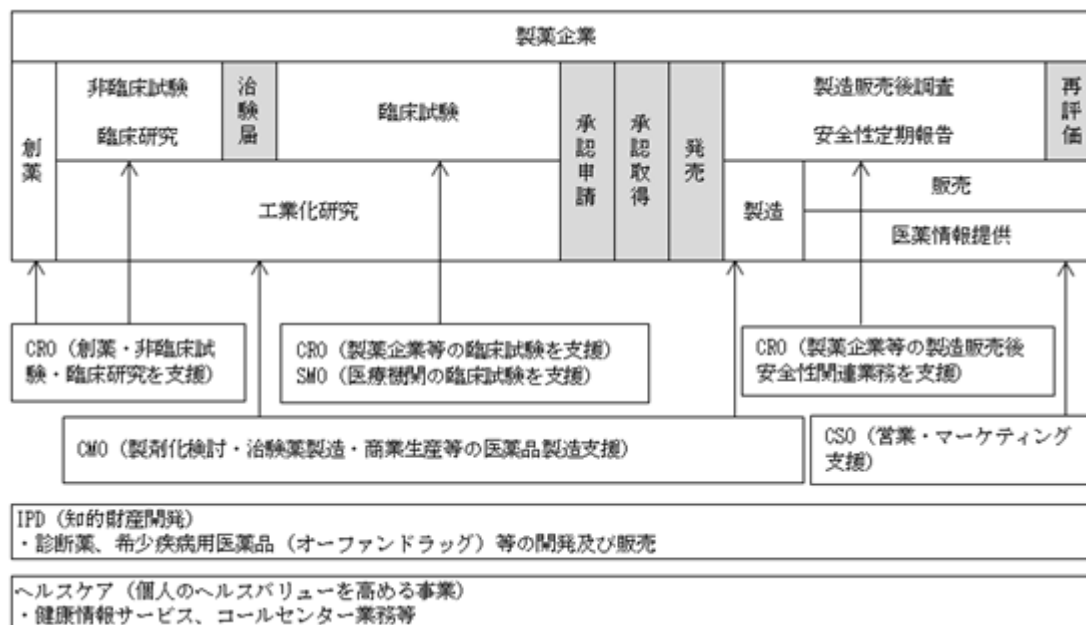 製薬企業
創薬
非臨床試験
臨床研究
治験届
臨床試験
承認申請
承認取得
発売
製造販売後調査
安全性定期報告
再評価
工業化研究
製造
販売
医薬情報提供
CRO（創薬・非臨床試
験・臨床研究を支援）
CRO（製薬企業等の臨床試験を支援）
SMO（医療機関の臨床試験を支援）
CRO（製薬企業等の製造販売後
安全性関連業務を支援）
CMO（製剤化検討・治験薬製造・商業生産等の医薬品製造支援）
CSO（営業・マーケティング
支援）
IPD（知的財産開発）
・診断薬、希少疾病用医薬品（オーファンドラッグ）等の開発及び販売
ヘルスケア（個人のヘルスバリューを高める事業）
・健康情報サービス、コールセンター業務等